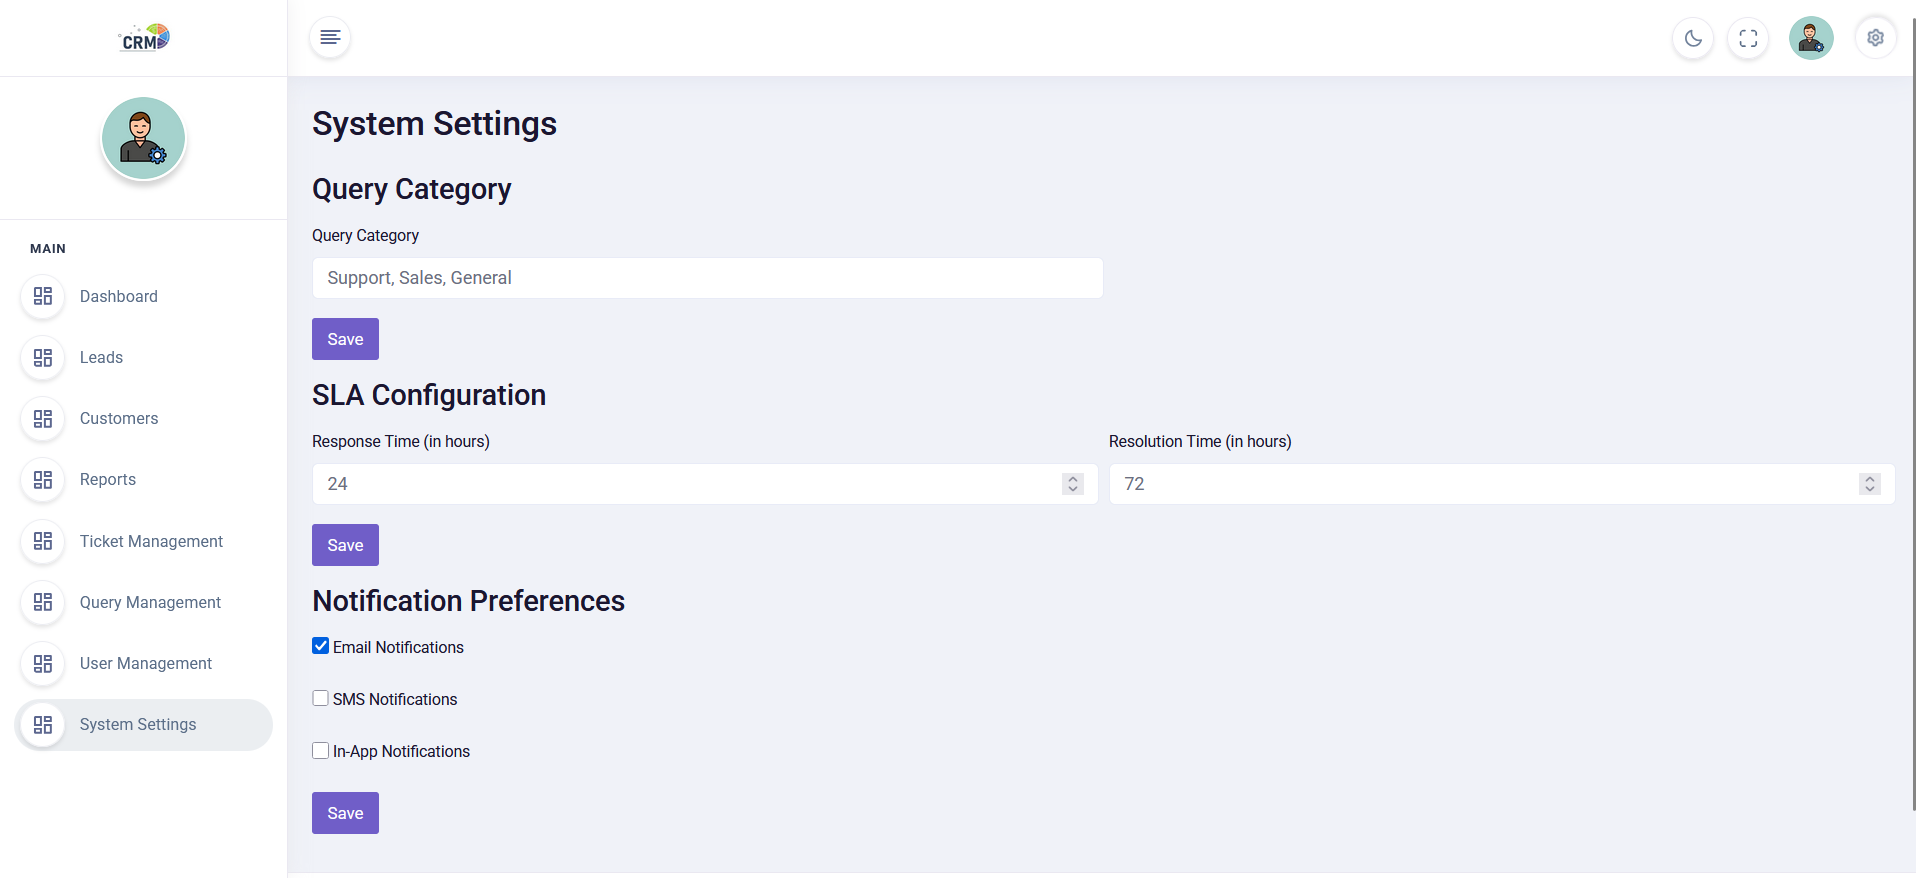 CRM
MAIN
Dashboard
Leads
Customers
Reports
Ticket Management
Query Management
User Management
System Settings
System Settings
Query Category
Query Category
Support, Sales, General
Save
SLA Configuration
Response Time (in hours) Resolution Time (in hours)
24 72
Save
Notification Preferences
Email Notifications
SMS Notifications
In-App Notifications
Save